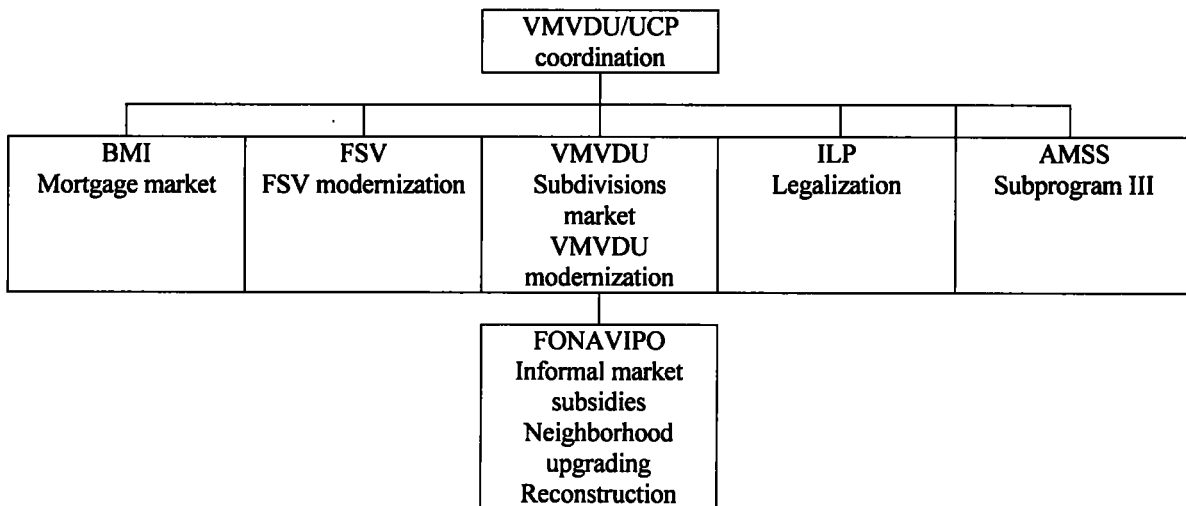 VMVDU/UCP
coordination
BMI
Mortgage market
FSV
FSV modernization
VMVDU
Subdivisions
market
VMVDU
modernization
ILP
Legalization
AMSS
Subprogram III
FONAVIPO
Informal market
subsidies
Neighborhood
upgrading
Reconstruction